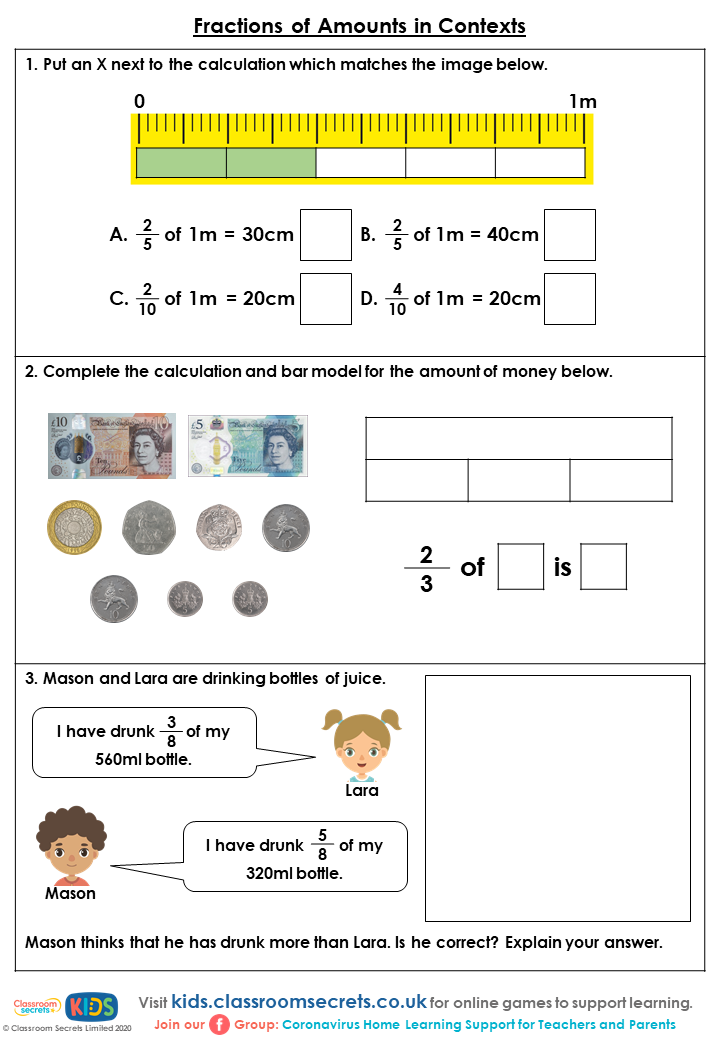 Fractions of Amounts in Contexts
1. Put an X next to the calculation which matches the image below.
0 1m
A. 2/5 of 1m = 30cm B. 2/5 of 1m = 40cm
C. 2/10 of 1m = 20cm D. 4/10 of 1m = 20cm
2. Complete the calculation and bar model for the amount of money below.
£10 £5
2/3 of is
3. Mason and Lara are drinking bottles of juice.
I have drunk 3/8 of my
560ml bottle.
Lara
I have drunk 5/8 of my
320ml bottle.
Mason
Mason thinks that he has drunk more than Lara. Is he correct? Explain your answer.
Classroom
secrets
KIDS
© Classroom Secrets Limited 2020
Visit kids.classroomsecrets.co.uk for online games to support learning.
Join our f Group: Coronavirus Home Learning Support for Teachers and Parents